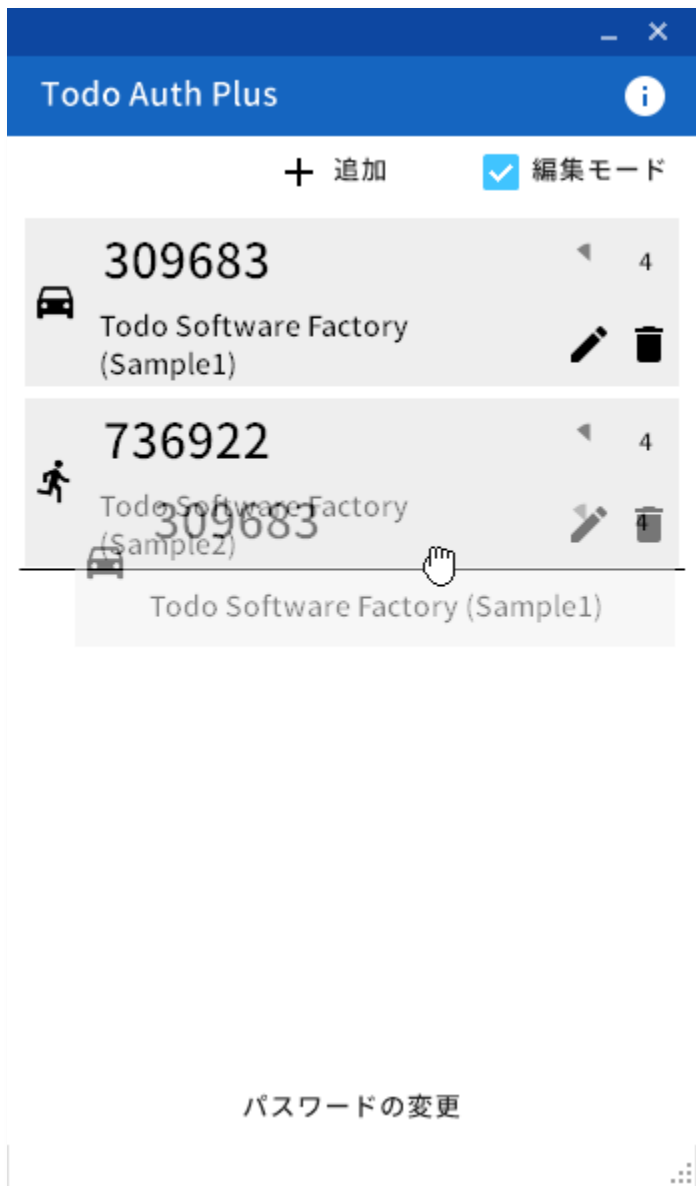 Todo Auth Plus
追加
編集モード
309683
4
Todo Software Factory
(Sample1)
736922
4
Todo Software Factory
(Sample2)
309683
4
Todo Software Factory (Sample1)
パスワードの変更